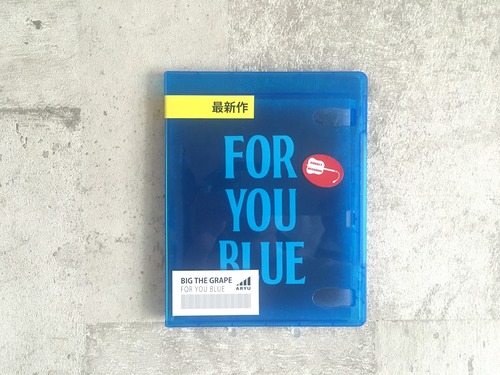 最新作
FOR
YOU
BLUE
BIG THE GRAPE
FOR YOU BLUE
ARYU